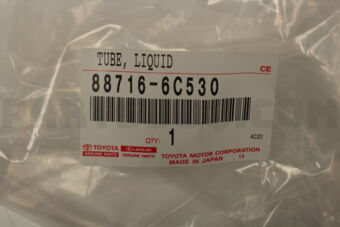 TUBE, LIQUID
CE
88716-6C530
QTY: 1
4C20
TOYOTA LEXUS TOYOTA MOTOR CORPORATION
GENUINE PARTS GENUINE PARTS MADE IN JAPAN 13